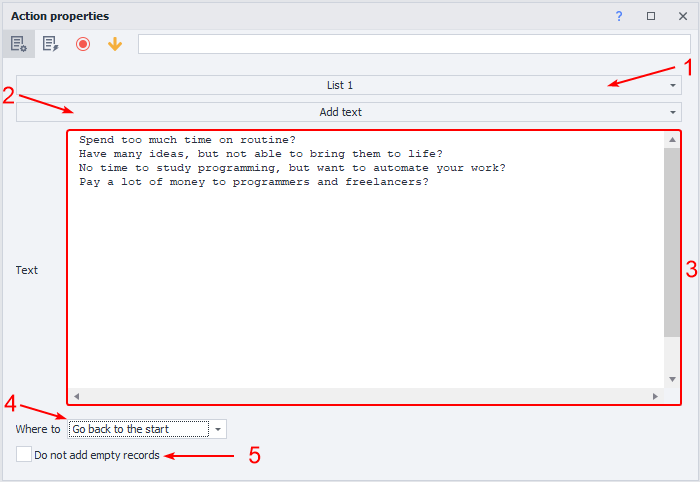 Action properties
?
1
List 1
2
Add text
Spend too much time on routine?
Have many ideas, but not able to bring them to life?
No time to study programming, but want to automate your work?
Pay a lot of money to programmers and freelancers?
Text
3
4
Where to Go back to the start
Do not add empty records
5